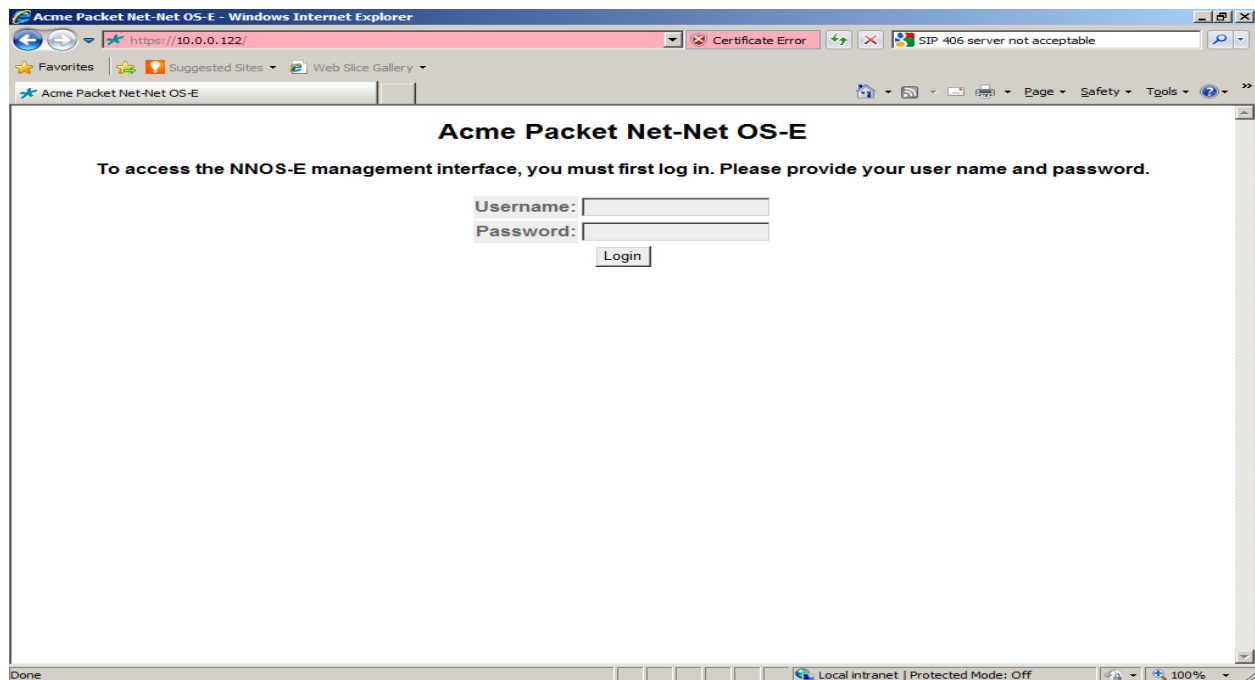 Acme Packet Net-Net OS-E - Windows Internet Explorer
https://10.0.0.122/ Certificate Error SIP 406 server not acceptable
Favorites Suggested Sites Web Slice Gallery
Acme Packet Net-Net OS-E Page Safety Tools »
Acme Packet Net-Net OS-E
To access the NNOS-E management interface, you must first log in. Please provide your user name and password.
Username:
Password:
Login
Done Local intranet | Protected Mode: Off 100%